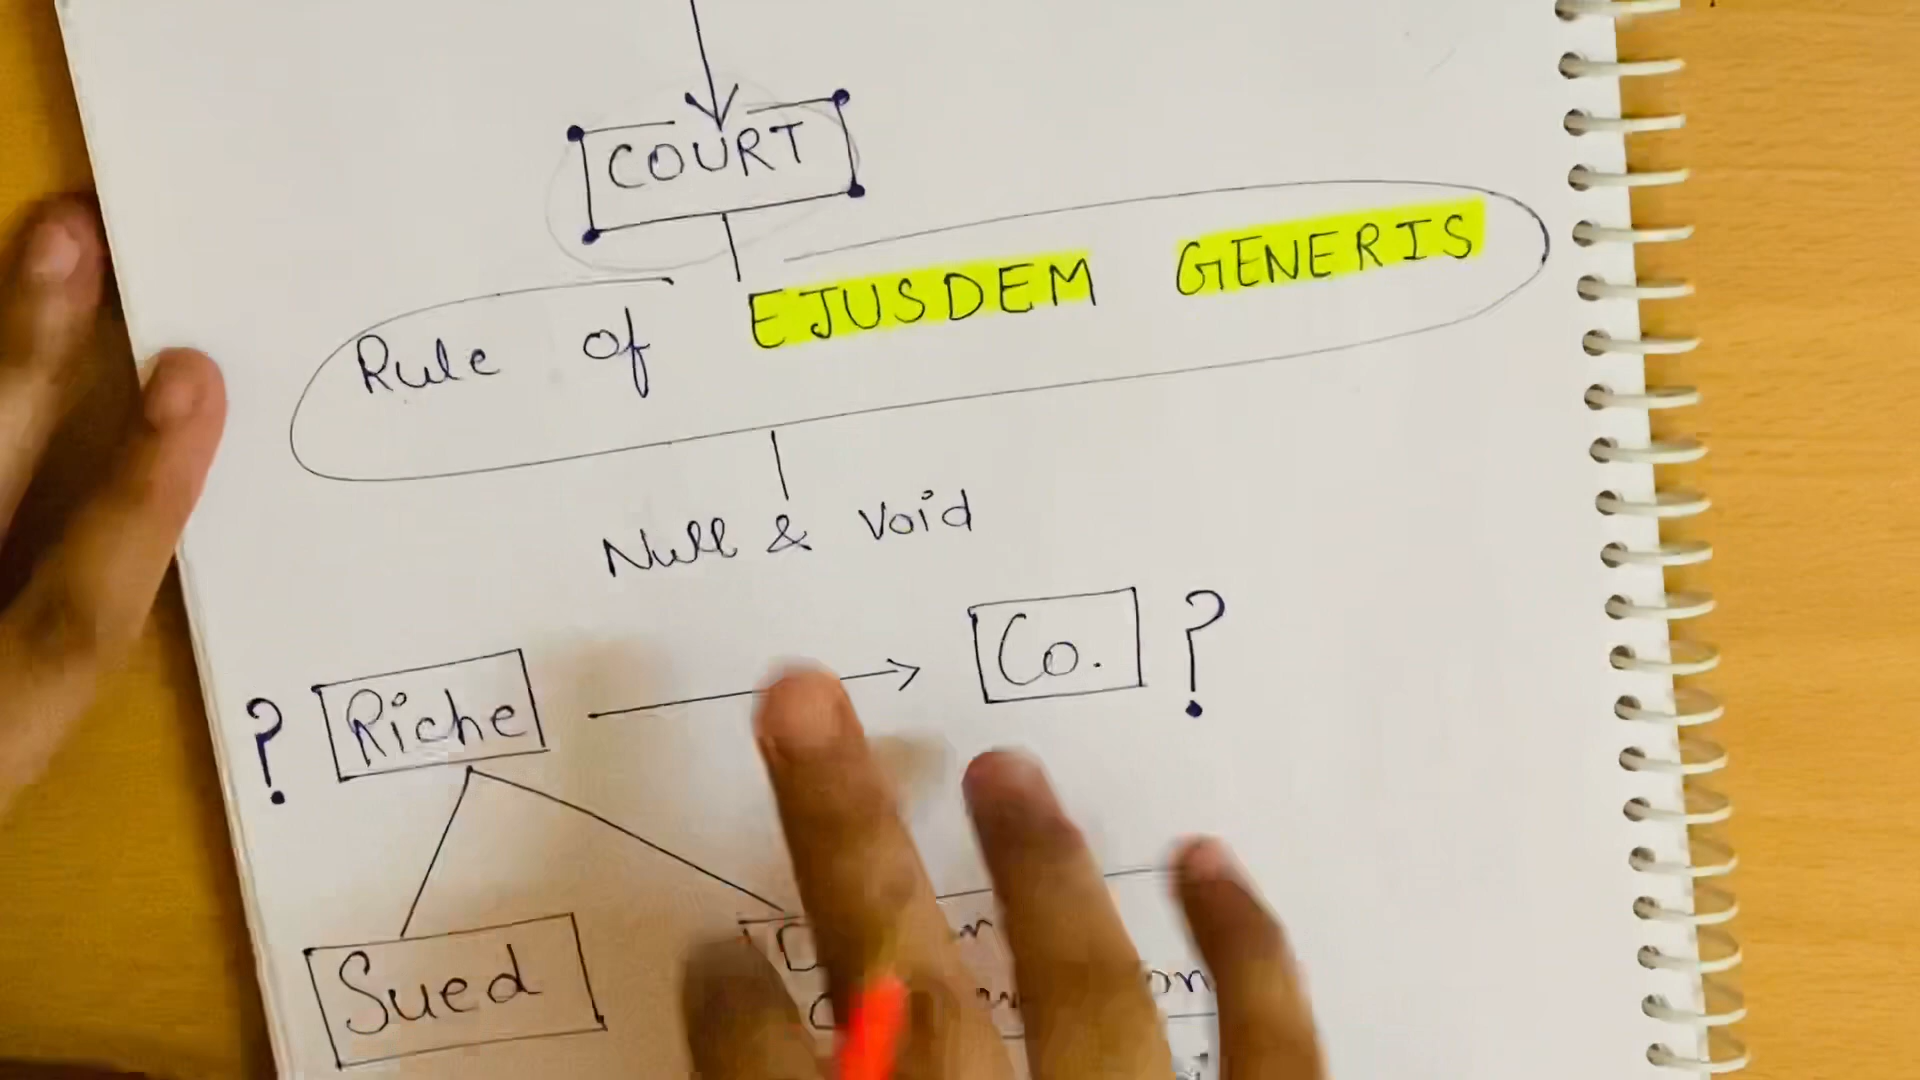 COURT
Rule of EJUSDEM GENERIS
Null & Void
? Riche Co. ?
Sued